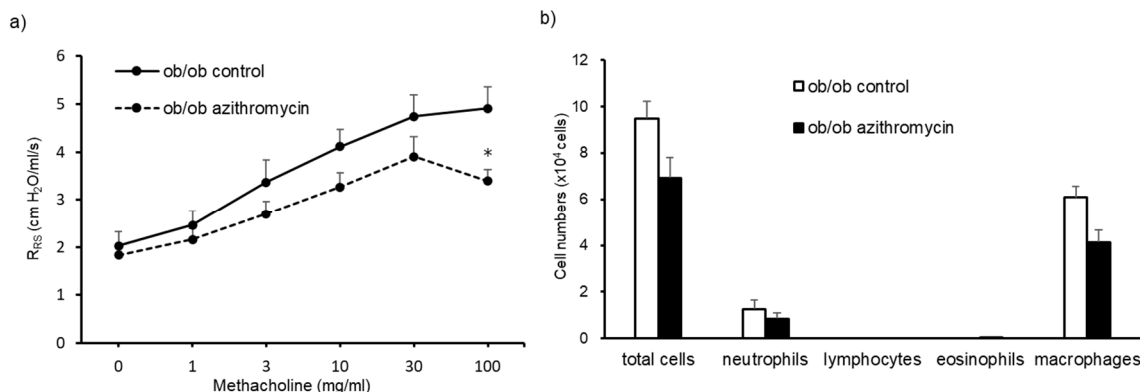 a)
6
5
4
3
2
1
0
R_RS (cm H₂O/ml/s)
ob/ob control
ob/ob azithromycin
*
0 1 3 10 30 100
Methacholine (mg/ml)
b)
12
10
8
6
4
2
0
Cell numbers (x10⁴ cells)
ob/ob control
ob/ob azithromycin
total cells neutrophils lymphocytes eosinophils macrophages